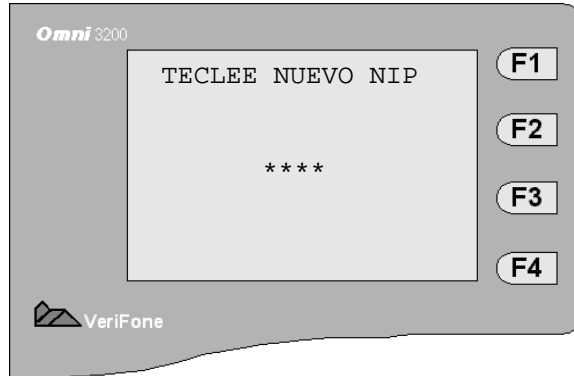 Omni 3200
TECLEE NUEVO NIP
****
F1
F2
F3
F4
VeriFone